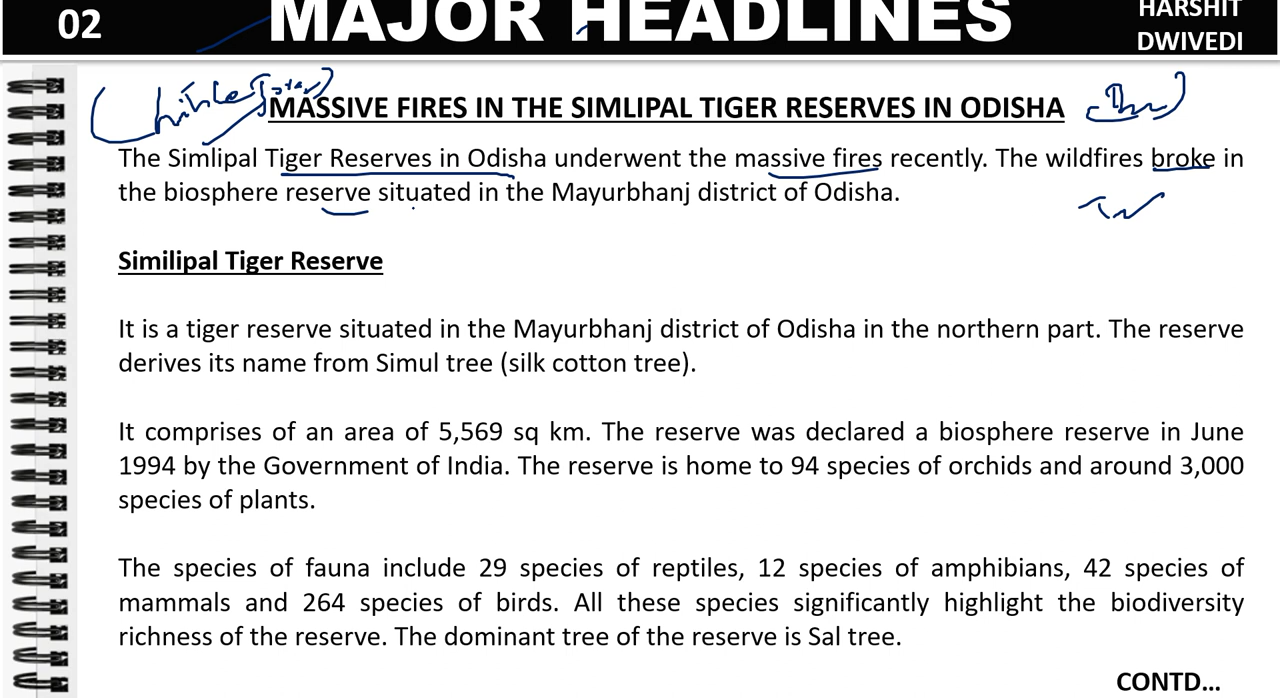 02
MAJOR HEADLINES
HARSHIT
DWIVEDI
MASSIVE FIRES IN THE SIMLIPAL TIGER RESERVES IN ODISHA
The Simlipal Tiger Reserves in Odisha underwent the massive fires recently. The wildfires broke in
the biosphere reserve situated in the Mayurbhanj district of Odisha.
Similipal Tiger Reserve
It is a tiger reserve situated in the Mayurbhanj district of Odisha in the northern part. The reserve
derives its name from Simul tree (silk cotton tree).
It comprises of an area of 5,569 sq km. The reserve was declared a biosphere reserve in June
1994 by the Government of India. The reserve is home to 94 species of orchids and around 3,000
species of plants.
The species of fauna include 29 species of reptiles, 12 species of amphibians, 42 species of
mammals and 264 species of birds. All these species significantly highlight the biodiversity
richness of the reserve. The dominant tree of the reserve is Sal tree.
CONTD...